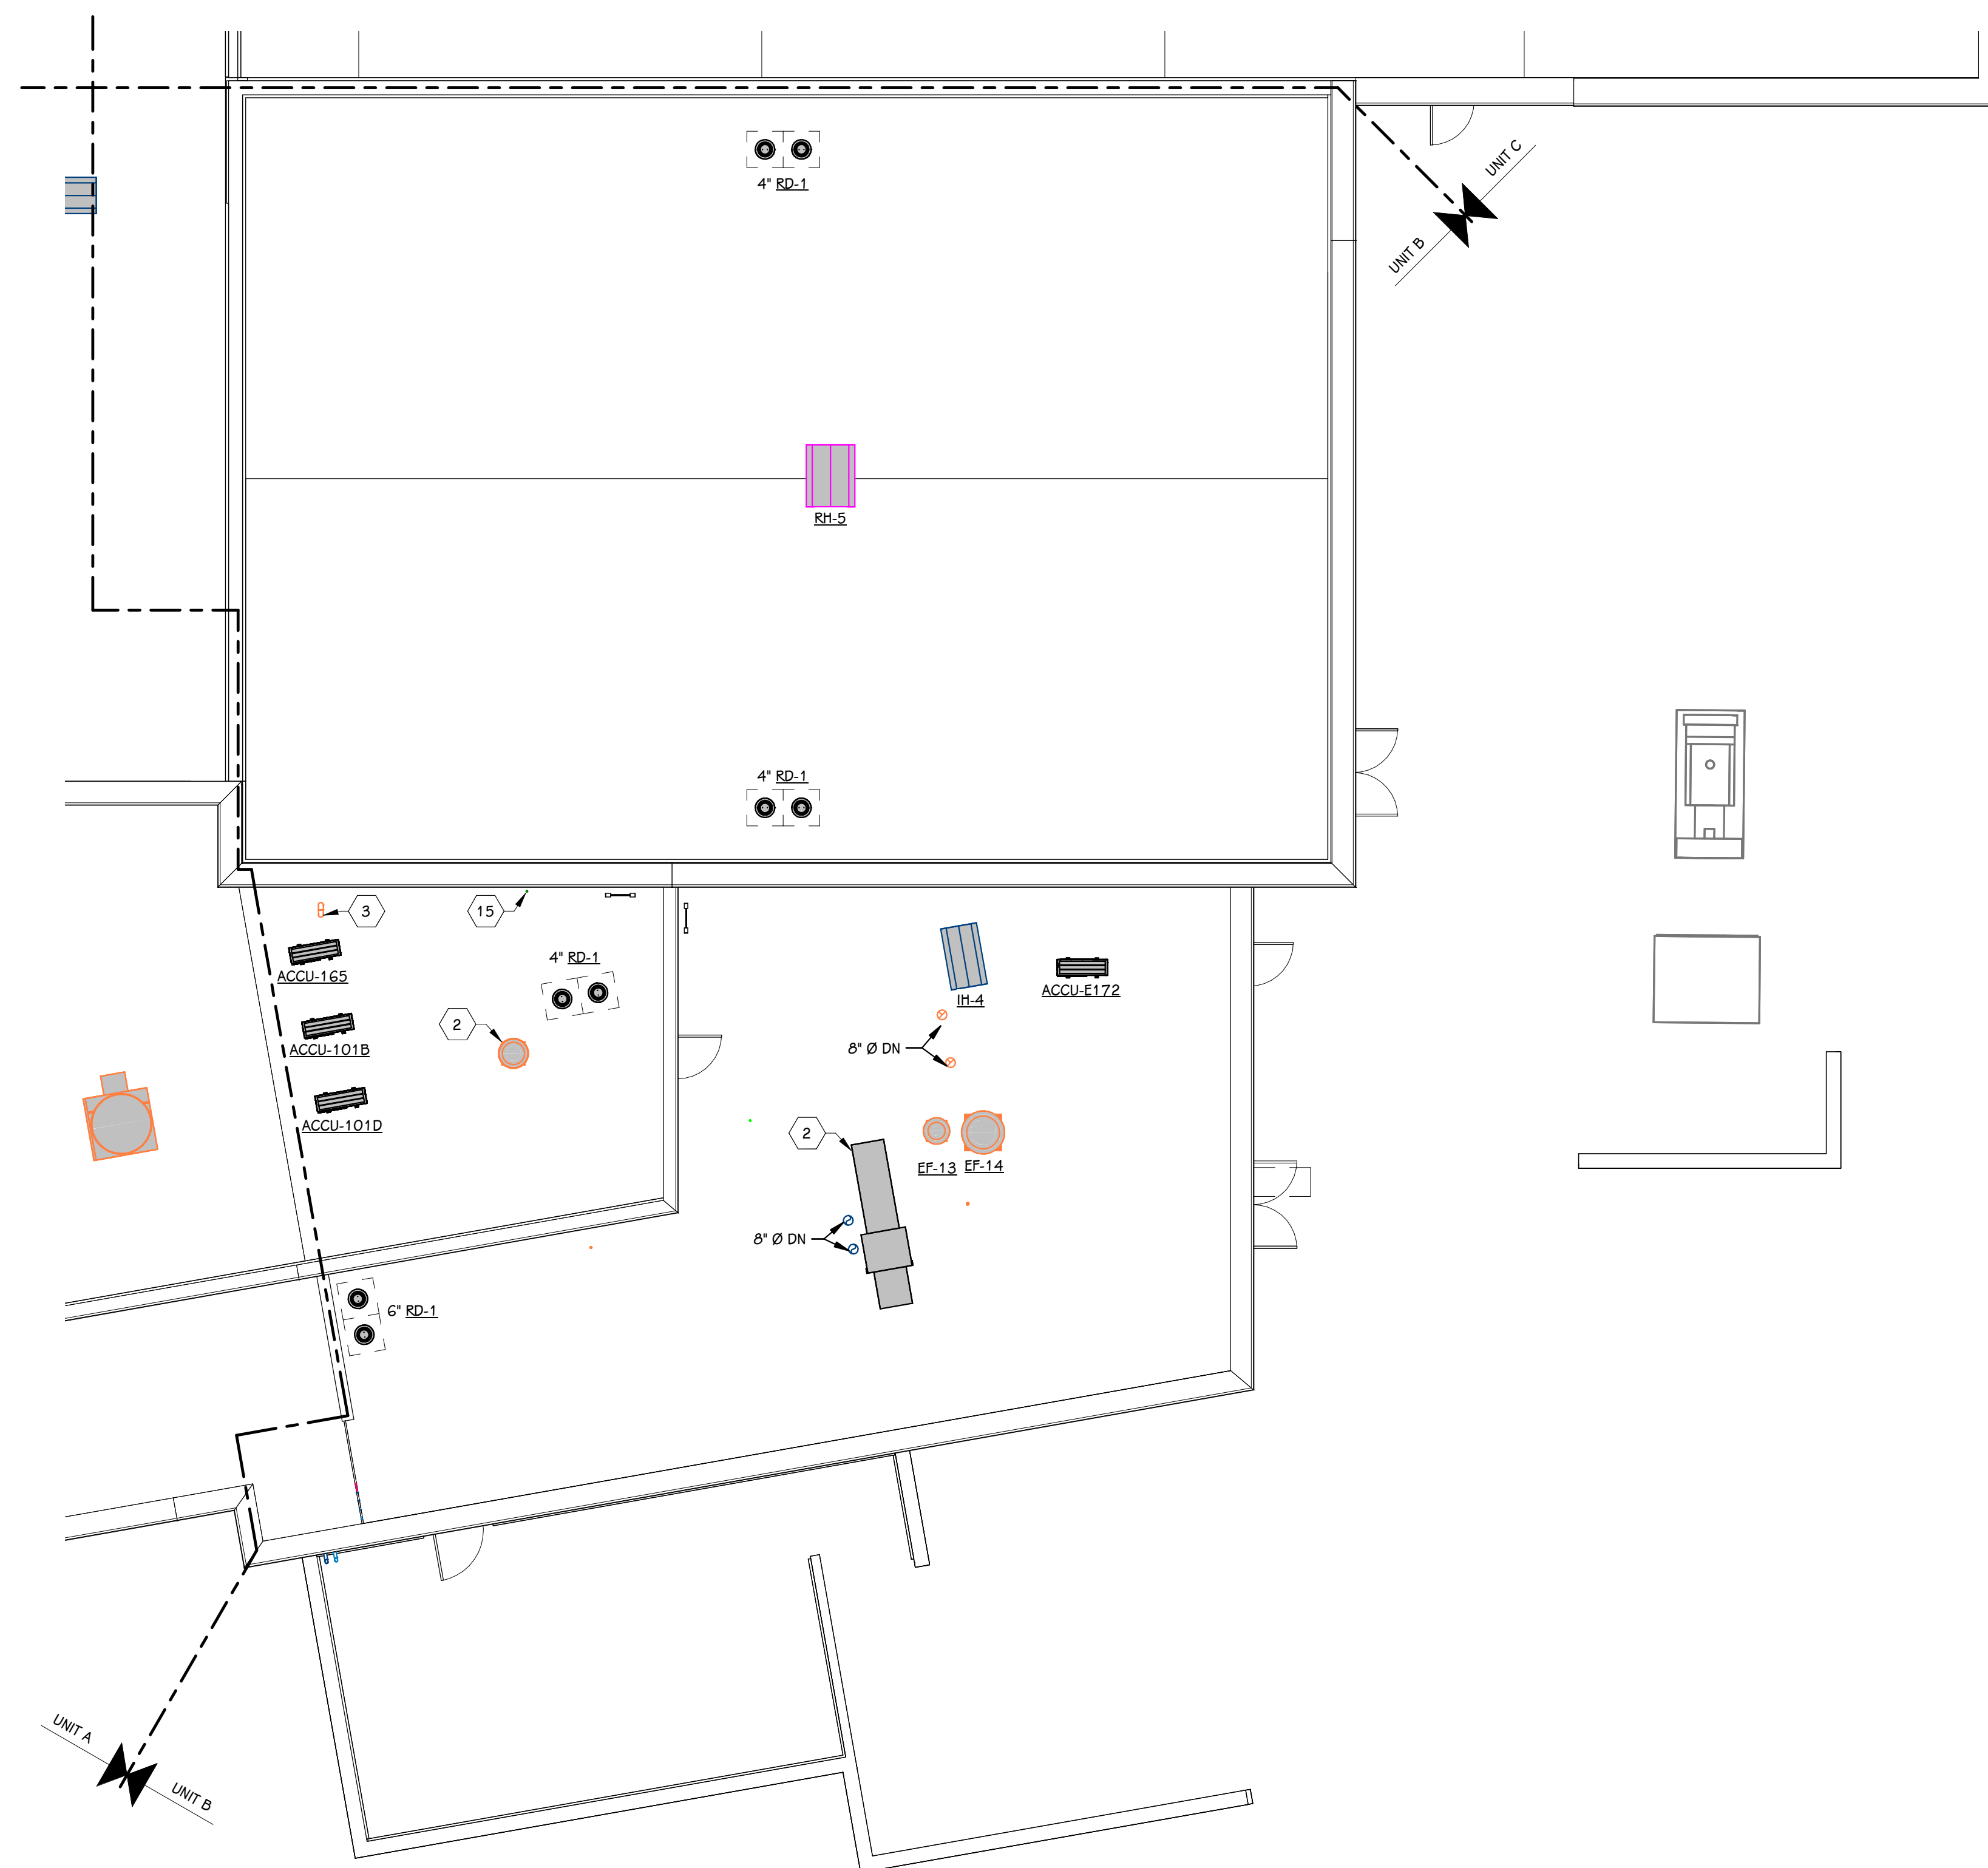 UNIT C
UNIT B
4" RD-1
RH-5
4" RD-1
3
15
4" RD-1
ACCU-165
IH-4
ACCU-E172
2
ACCU-101B
8" Ø DN
ACCU-101D
2
EF-13
EF-14
8" Ø DN
6" RD-1
UNIT A
UNIT B